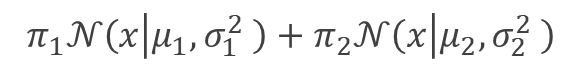 π₁𝒩(x|μ₁, σ₁²) + π₂𝒩(x|μ₂, σ₂²)